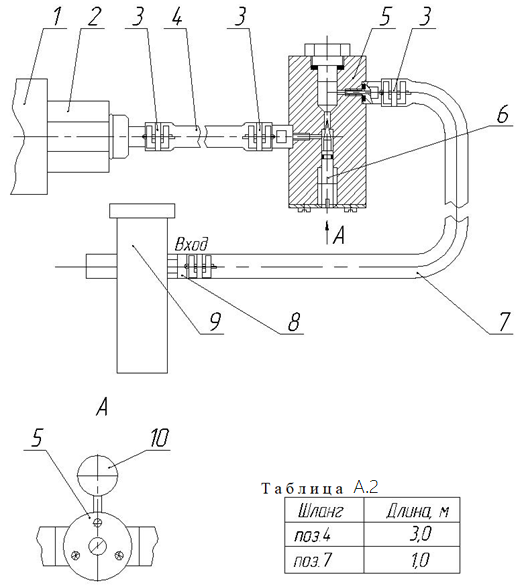 1 2 3 4 3 5 3
6
А
Вход
9 8 7
А
5 10
Таблица А.2
Шланг Длина, м
поз.4 3,0
поз.7 1,0